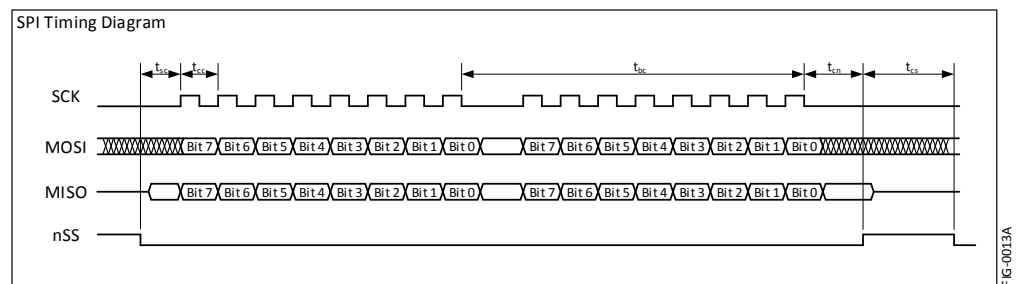 SPI Timing Diagram
tsc tcc tbc tcn tcs
SCK
MOSI Bit 7 Bit 6 Bit 5 Bit 4 Bit 3 Bit 2 Bit 1 Bit 0 Bit 7 Bit 6 Bit 5 Bit 4 Bit 3 Bit 2 Bit 1 Bit 0
MISO Bit 7 Bit 6 Bit 5 Bit 4 Bit 3 Bit 2 Bit 1 Bit 0 Bit 7 Bit 6 Bit 5 Bit 4 Bit 3 Bit 2 Bit 1 Bit 0
nSS
FIG-0013A